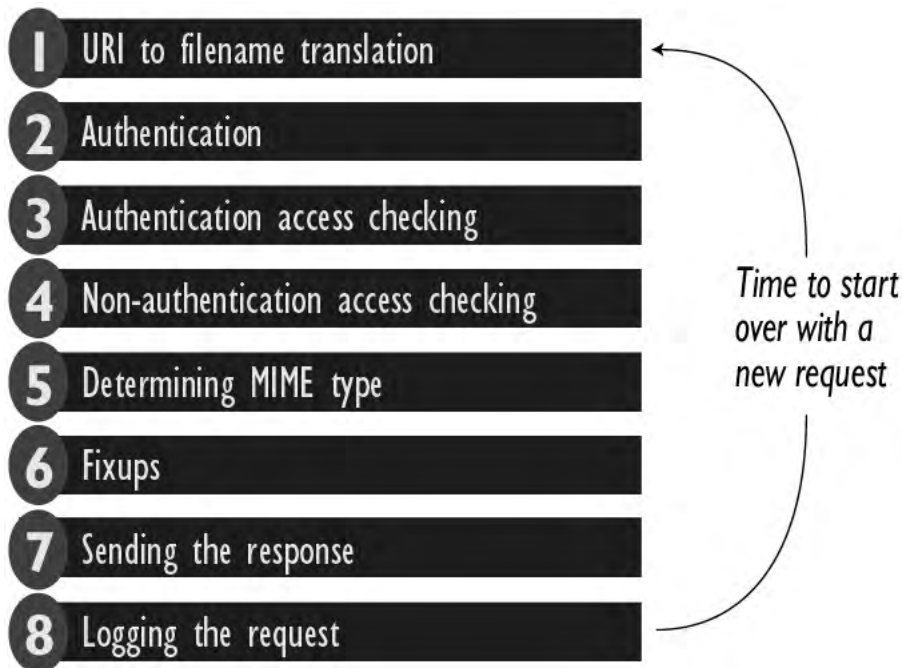 1 URI to filename translation
2 Authentication
3 Authentication access checking
4 Non-authentication access checking
5 Determining MIME type
6 Fixups
7 Sending the response
8 Logging the request
Time to start
over with a
new request